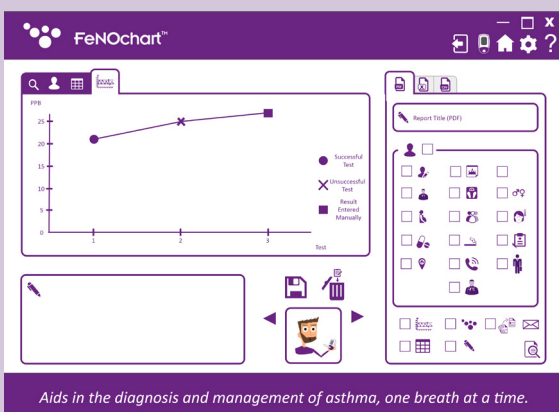 FeNOchart™
PPB
25
20
15
10
5
0
1
2
3
Test
Successful
Test
Unsuccessful
Test
Result
Entered
Manually
Report Title (PDF)
Aids in the diagnosis and management of asthma, one breath at a time.